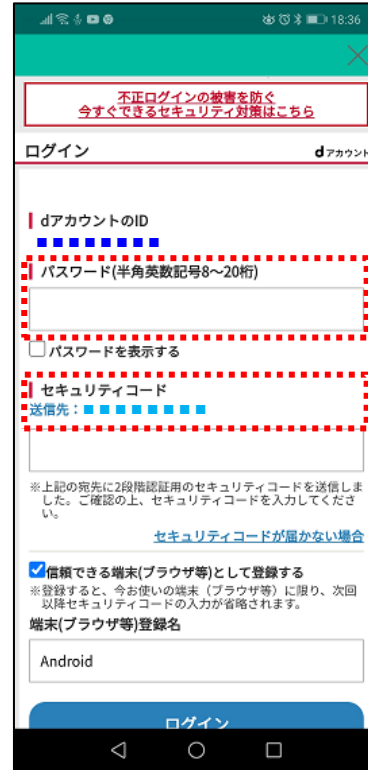 18:36
不正ログインの被害を防ぐ
今すぐできるセキュリティ対策はこちら
ログイン
dアカウント
dアカウントのID
パスワード(半角英数記号8～20桁)
パスワードを表示する
セキュリティコード
送信先：
※上記の宛先に2段階認証用のセキュリティコードを送信しま
した。ご確認の上、セキュリティコードを入力してくださ
い。
セキュリティコードが届かない場合
信頼できる端末(ブラウザ等)として登録する
※登録すると、今お使いの端末（ブラウザ等）に限り、次回
以降セキュリティコードの入力が省略されます。
端末(ブラウザ等)登録名
Android
ログイン